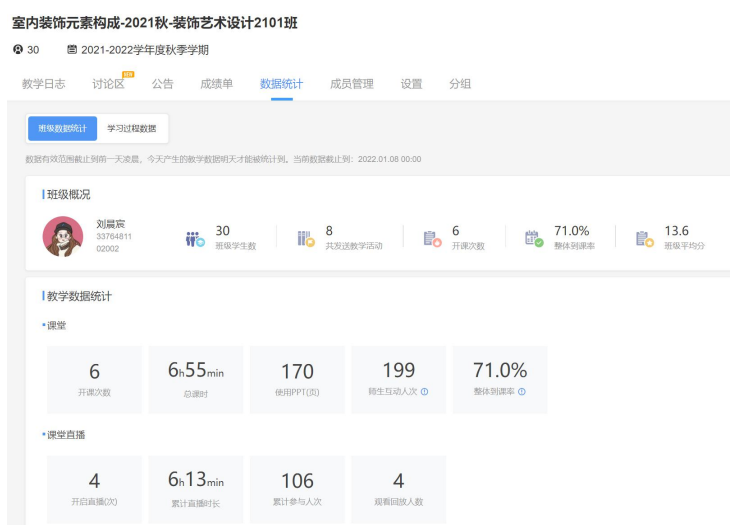 室内装饰元素构成-2021秋-装饰艺术设计2101班
30 2021-2022学年度秋季学期
教学日志 讨论区 NEW 公告 成绩单 数据统计 成员管理 设置 分组
班级数据统计 学习过程数据
数据有效范围截止到前一天凌晨，今天产生的教学数据明天才能被统计到。当前数据截止到：2022.01.08 00:00
班级概况
刘晨宸
33764811
02002
30 8 6 71.0% 13.6
班级学生数 共发送教学活动 开课次数 整体到课率 班级平均分
教学数据统计
课堂
6 6h55min 170 199 71.0%
开课次数 总课时 使用PPT(页) 师生互动人次 整体到课率
课堂直播
4 6h13min 106 4
开启直播(次) 累计直播时长 累计参与人次 观看回放人数